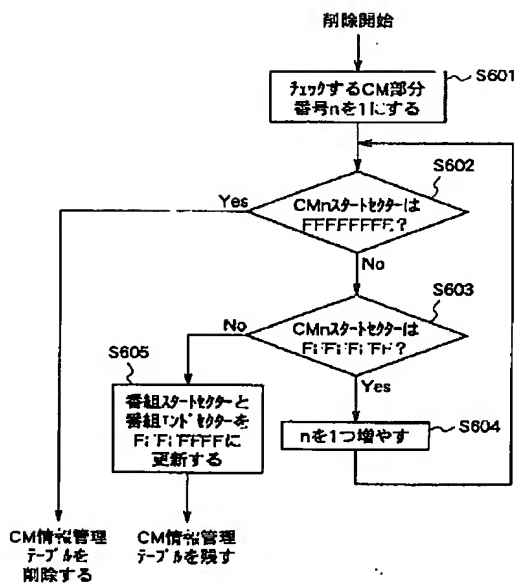 削除開始
S601
チェックするCM部分
番号nを1にする
S602
Yes
CMnスタートセクターは
No
S603
No
CMnスタートセクターは
S605
Yes
番組スタートセクターと
番組エンドセクターを
更新する
nを1つ増やす
S604
CM情報管理
テーブルを
削除する
CM情報管理
テーブルを残す